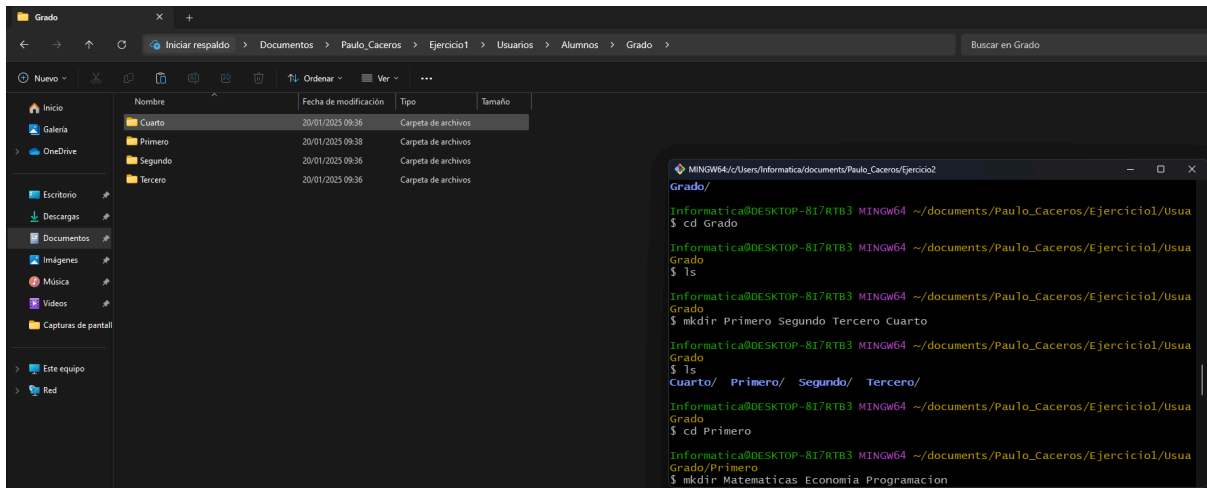 Grado
Iniciar respaldo > Documentos > Paulo_Caceros > Ejercicio1 > Usuarios > Alumnos > Grado >
Buscar en Grado
Nuevo
Ordenar
Ver
Inicio
Galería
OneDrive
Escritorio
Descargas
Documentos
Imágenes
Música
Videos
Capturas de pantall
Este equipo
Red
Nombre Fecha de modificación Tipo Tamaño
Cuarto 20/01/2025 09:36 Carpeta de archivos
Primero 20/01/2025 09:38 Carpeta de archivos
Segundo 20/01/2025 09:36 Carpeta de archivos
Tercero 20/01/2025 09:36 Carpeta de archivos
MINGW64:/c/Users/Informatica/documents/Paulo_Caceros/Ejercicio2
Grado/
Informatica@DESKTOP-8I7RTB3 MINGW64 ~/documents/Paulo_Caceros/Ejercicio1/Usua
$ cd Grado
Informatica@DESKTOP-8I7RTB3 MINGW64 ~/documents/Paulo_Caceros/Ejercicio1/Usua
Grado
$ ls
Informatica@DESKTOP-8I7RTB3 MINGW64 ~/documents/Paulo_Caceros/Ejercicio1/Usua
Grado
$ mkdir Primero Segundo Tercero Cuarto
Informatica@DESKTOP-8I7RTB3 MINGW64 ~/documents/Paulo_Caceros/Ejercicio1/Usua
Grado
$ ls
Cuarto/ Primero/ Segundo/ Tercero/
Informatica@DESKTOP-8I7RTB3 MINGW64 ~/documents/Paulo_Caceros/Ejercicio1/Usua
Grado
$ cd Primero
Informatica@DESKTOP-8I7RTB3 MINGW64 ~/documents/Paulo_Caceros/Ejercicio1/Usua
Grado/Primero
$ mkdir Matematicas Economia Programacion